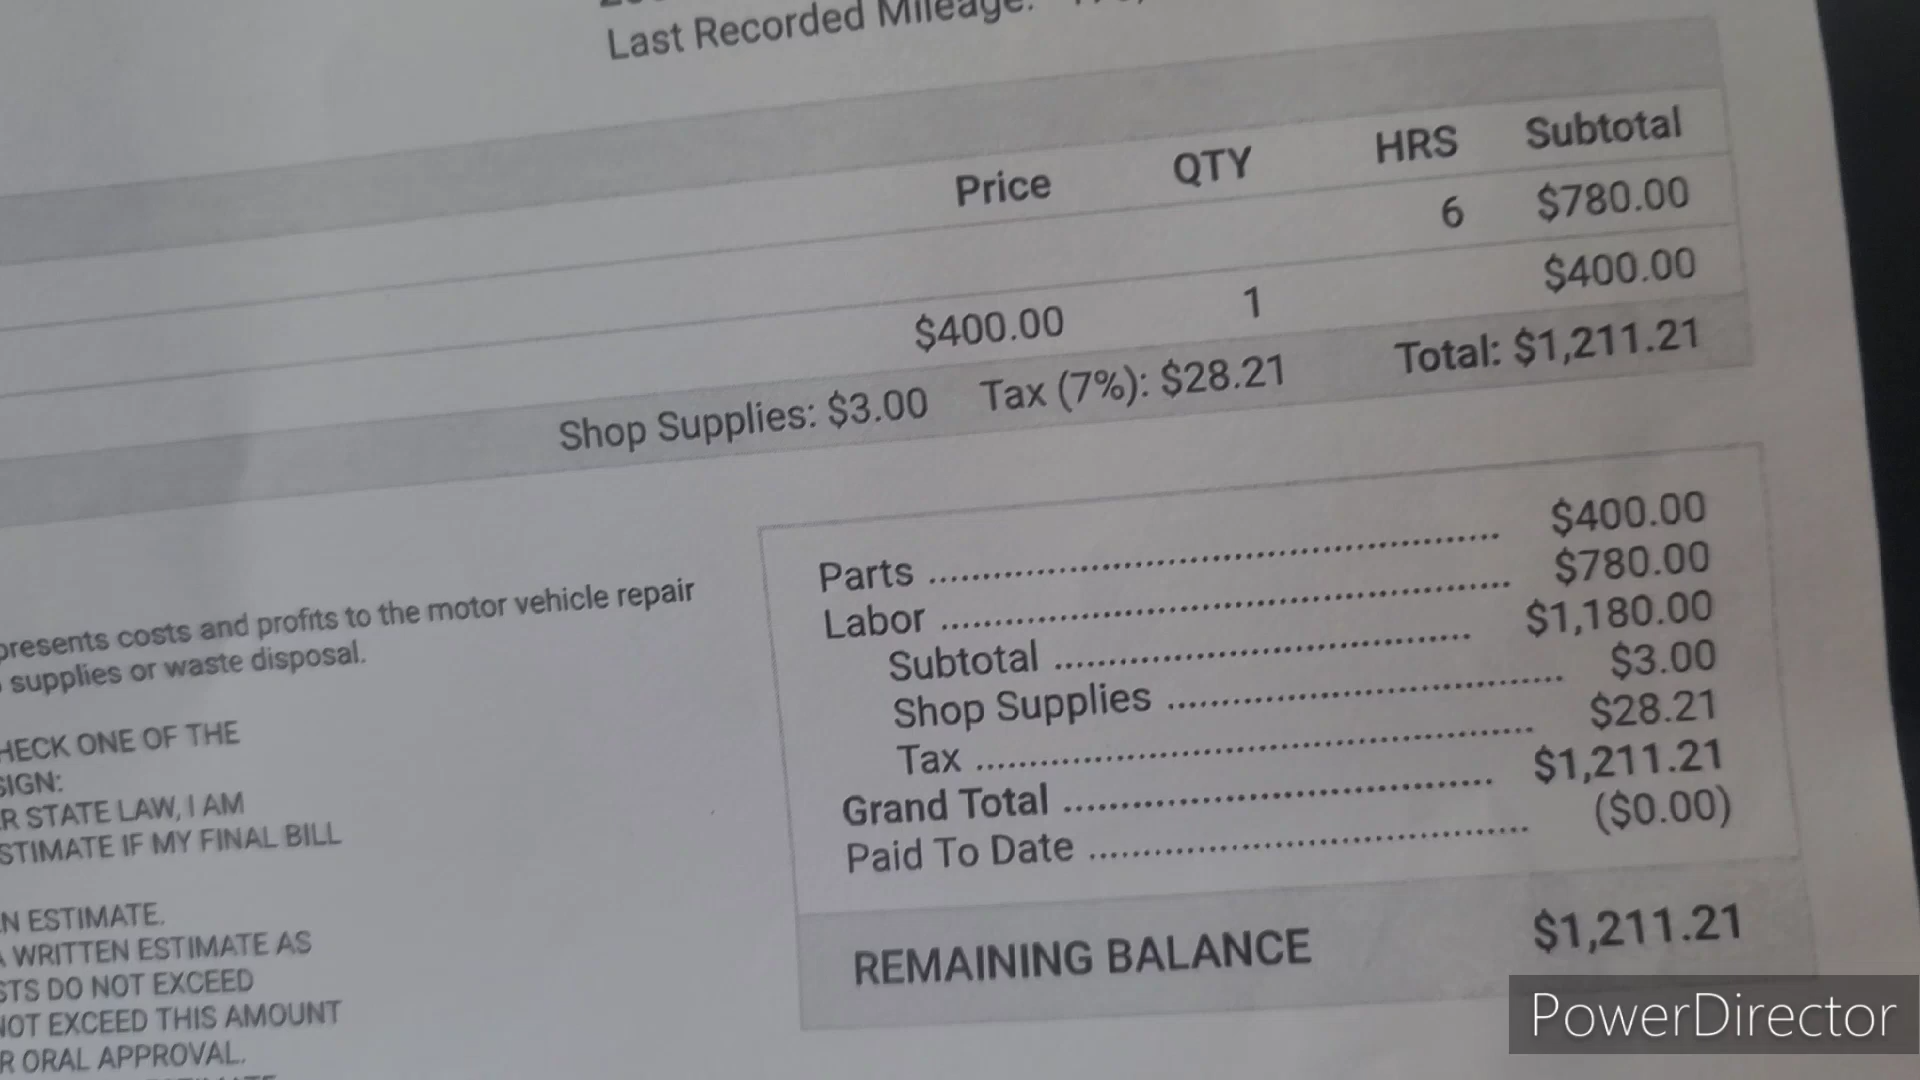 Last Recorded Mileage:
Price QTY HRS Subtotal
6 $780.00
$400.00 1 $400.00
Shop Supplies: $3.00 Tax (7%): $28.21 Total: $1,211.21
Parts $400.00
Labor $780.00
Subtotal $1,180.00
Shop Supplies $3.00
Tax $28.21
Grand Total $1,211.21
Paid To Date ($0.00)
REMAINING BALANCE $1,211.21
presents costs and profits to the motor vehicle repair
supplies or waste disposal.
HECK ONE OF THE
SIGN:
R STATE LAW, I AM
STIMATE IF MY FINAL BILL
N ESTIMATE.
A WRITTEN ESTIMATE AS
STS DO NOT EXCEED
NOT EXCEED THIS AMOUNT
R ORAL APPROVAL.
PowerDirector